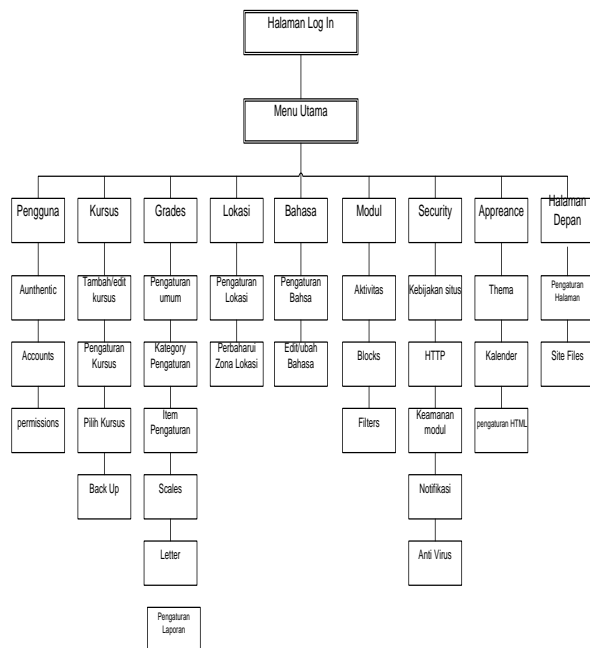 Halaman Log In
Menu Utama
Pengguna
Kursus
Grades
Lokasi
Bahasa
Modul
Security
Appreance
Halaman
Depan
Aunthentic
Tambah/edit
kursus
Pengaturan
umum
Pengaturan
Lokasi
Pengaturan
Bahsa
Aktivitas
Kebijakan situs
Thema
Pengaturan
Halaman
Accounts
Pengaturan
Kursus
Kategory
Pengaturan
Perbaharui
Zona Lokasi
Edit/ubah
Bahasa
Blocks
HTTP
Kalender
Site Files
permissions
Pilih Kursus
Item
Pengaturan
Filters
Keamanan
modul
pengaturan HTML
Back Up
Scales
Notifikasi
Letter
Anti Virus
Pengaturan
Laporan